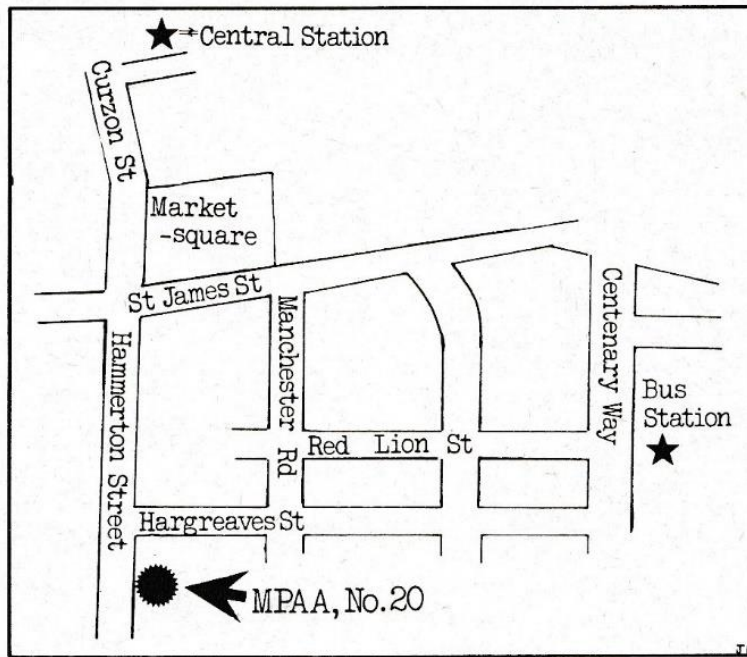 Central Station
Curzon St
Market
-square
St James St
Manchester Rd
Centenary Way
Hammerton Street
Bus
Station
Red Lion St
Hargreaves St
MPAA, No.20